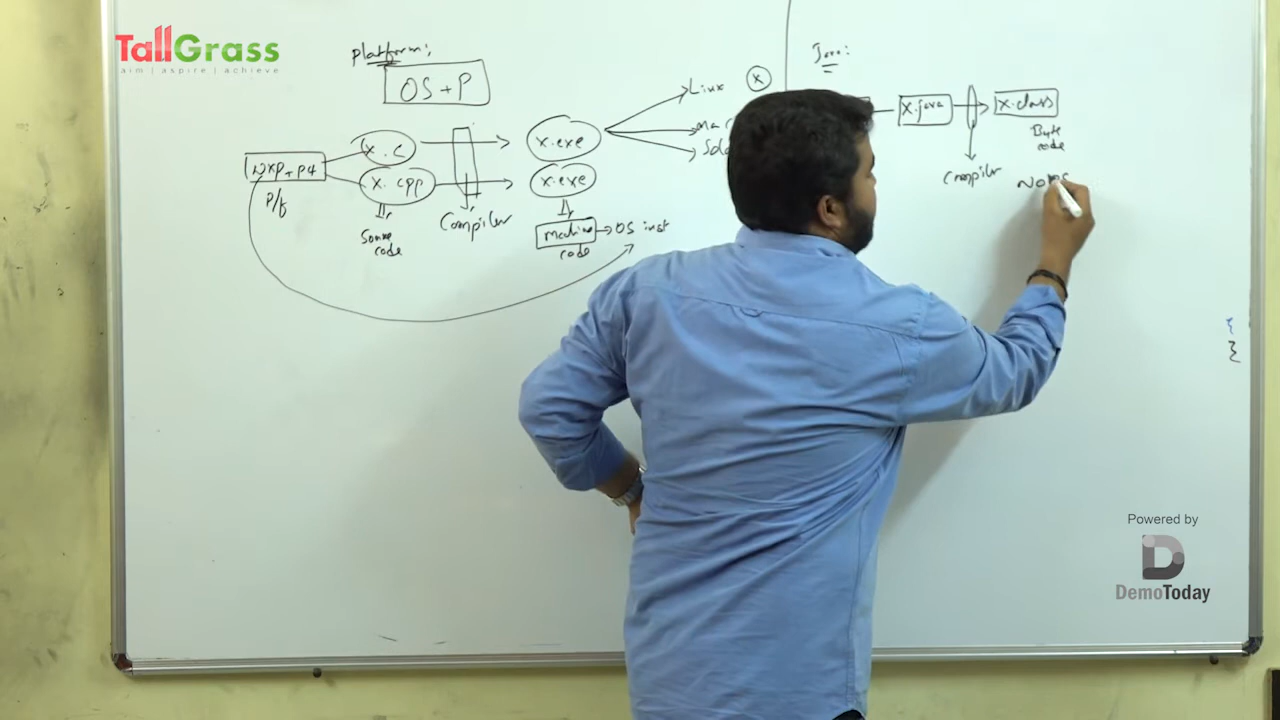 TallGrass
aim | aspire | achieve
Platform:
OS + P
WXP + P4
P/f
x.c
x.cpp
Source
code
Compiler
x.exe
x.exe
Machine
code
OS inst
Linux
x
Java:
x.java
Compiler
x.class
Byte
code
{
}
Powered by
DemoToday